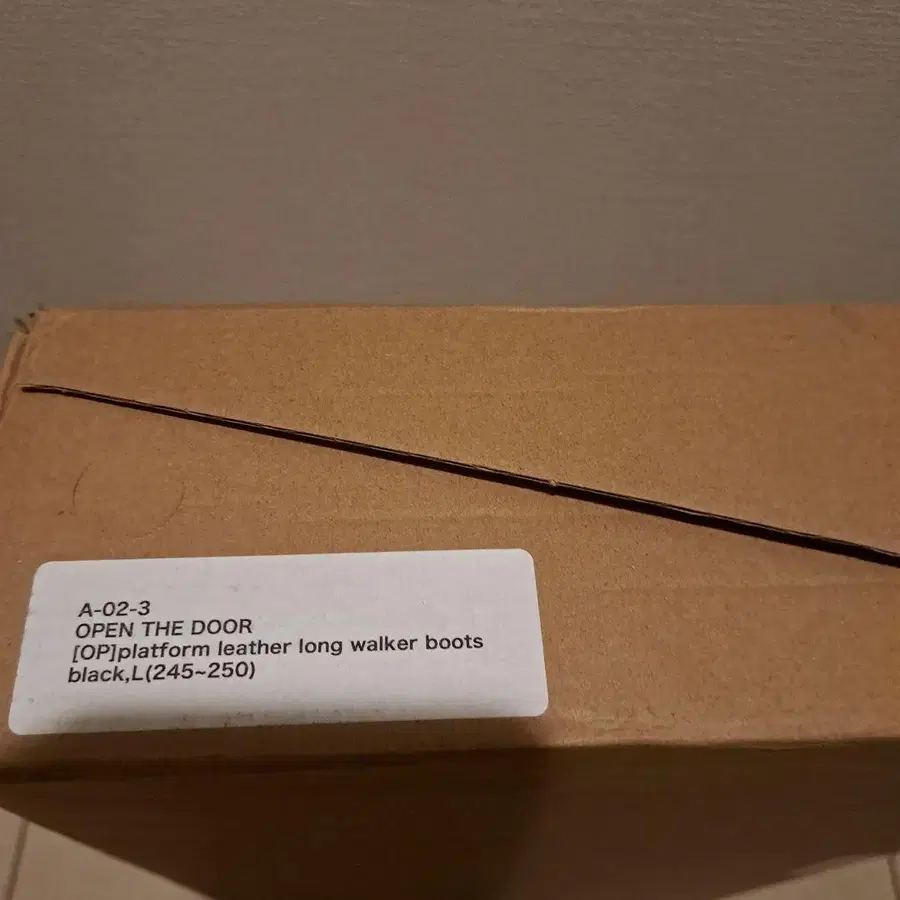 A-02-3
OPEN THE DOOR
[OP]platform leather long walker boots
black,L(245~250)